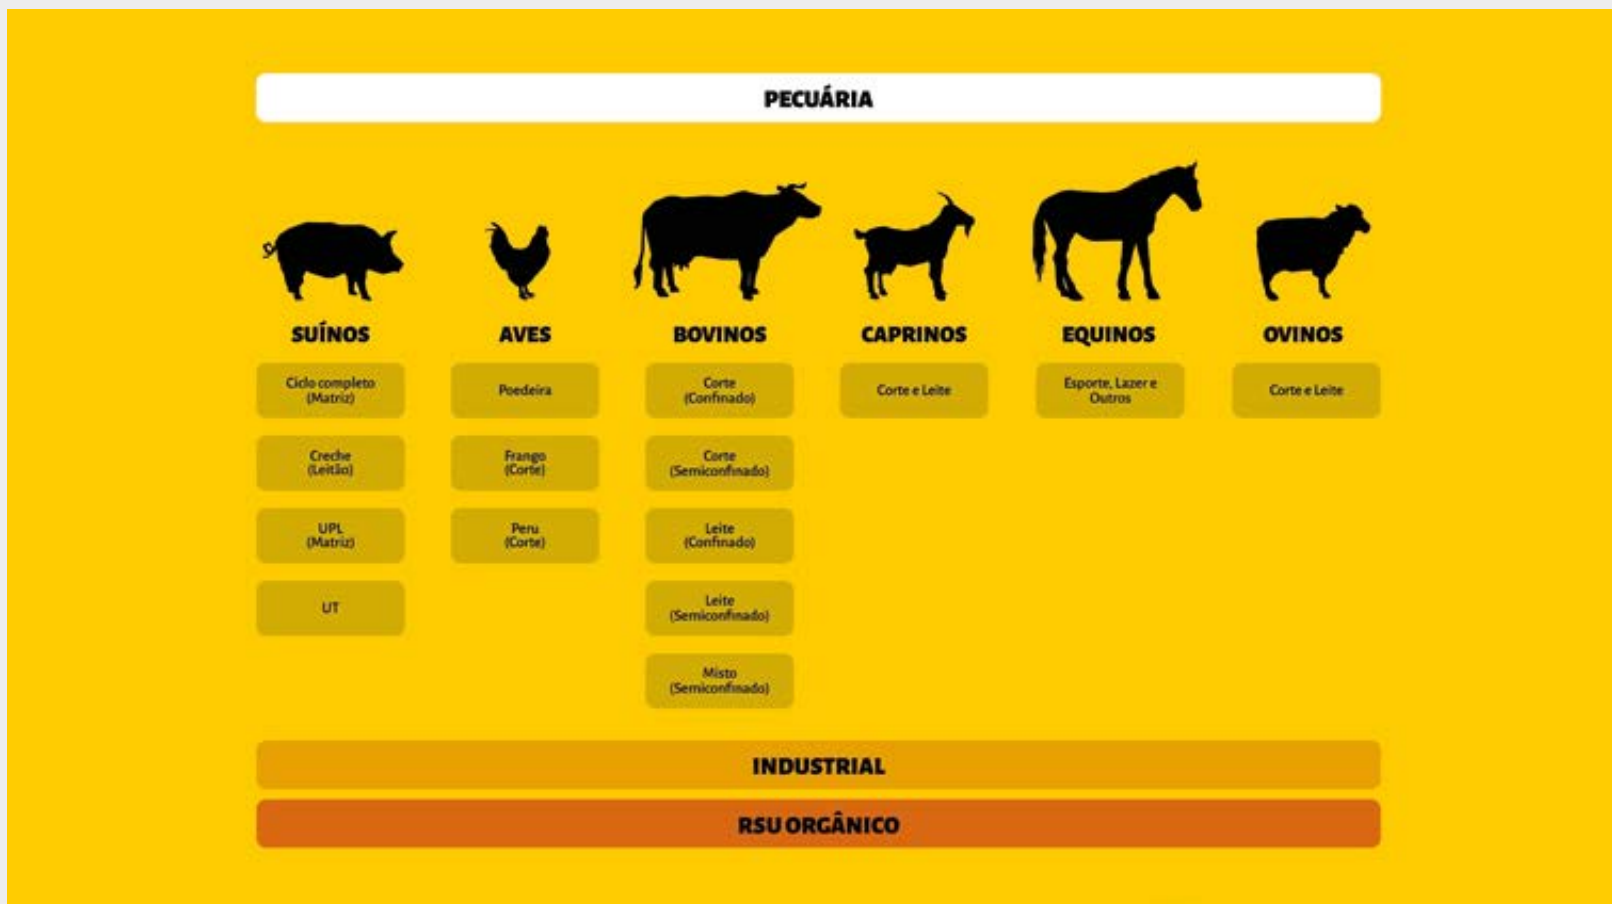 PECUÁRIA
SUÍNOS
Ciclo completo
(Matriz)
Creche
(Leitão)
UPL
(Matriz)
UT
AVES
Poedeira
Frango
(Corte)
Peru
(Corte)
BOVINOS
Corte
(Confinado)
Corte
(Semiconfinado)
Leite
(Confinado)
Leite
(Semiconfinado)
Misto
(Semiconfinado)
CAPRINOS
Corte e Leite
EQUINOS
Esporte, Lazer e
Outros
OVINOS
Corte e Leite
INDUSTRIAL
RSU ORGÂNICO